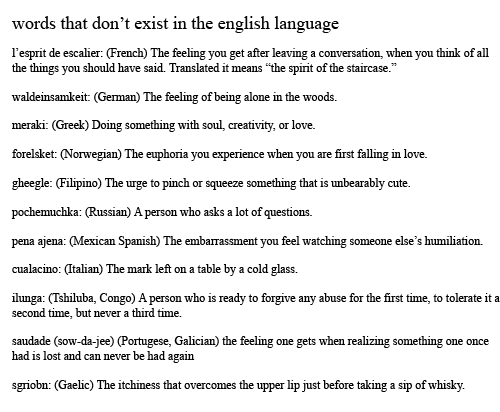 words that don't exist in the english language
l'esprit de escalier: (French) The feeling you get after leaving a conversation, when you think of all
the things you should have said. Translated it means “the spirit of the staircase.”
waldeinsamkeit: (German) The feeling of being alone in the woods.
meraki: (Greek) Doing something with soul, creativity, or love.
forelsket: (Norwegian) The euphoria you experience when you are first falling in love.
gheegle: (Filipino) The urge to pinch or squeeze something that is unbearably cute.
pochemuchka: (Russian) A person who asks a lot of questions.
pena ajena: (Mexican Spanish) The embarrassment you feel watching someone else's humiliation.
cualacino: (Italian) The mark left on a table by a cold glass.
ilunga: (Tshiluba, Congo) A person who is ready to forgive any abuse for the first time, to tolerate it a
second time, but never a third time.
saudade (sow-da-jee) (Portugese, Galician) the feeling one gets when realizing something one once
had is lost and can never be had again
sgriobn: (Gaelic) The itchiness that overcomes the upper lip just before taking a sip of whisky.